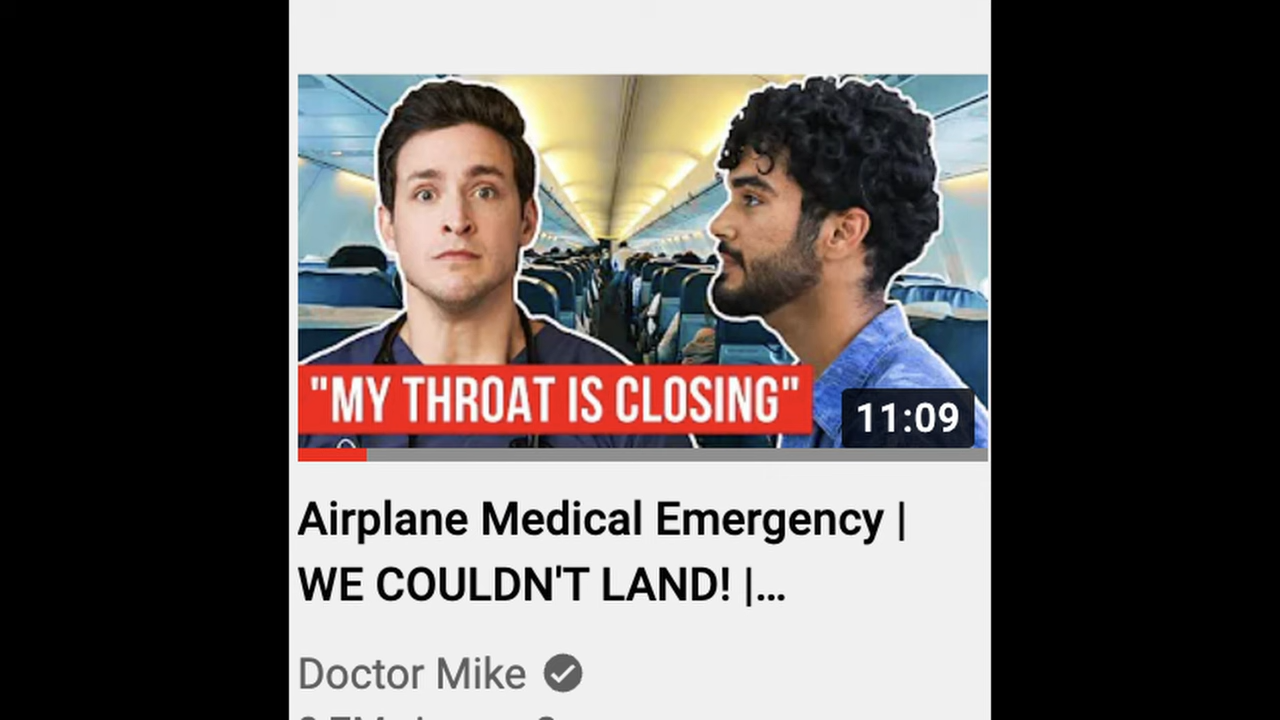 "MY THROAT IS CLOSING"
11:09
Airplane Medical Emergency |
WE COULDN'T LAND! |...
Doctor Mike